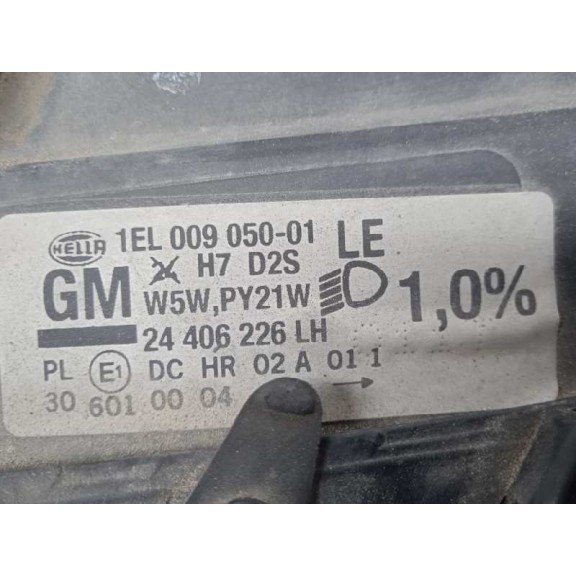 HELLA 1EL 009 050-01 LE
GM H7 D2S
W5W,PY21W 1,0%
24 406 226 LH
PL E1 DC HR 02 A 01 1
30 601 00 04